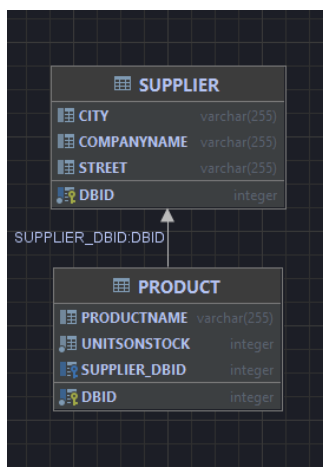 SUPPLIER
CITY varchar(255)
COMPANYNAME varchar(255)
STREET varchar(255)
DBID integer
SUPPLIER_DBID:DBID
PRODUCT
PRODUCTNAME varchar(255)
UNITSONSTOCK integer
SUPPLIER_DBID integer
DBID integer